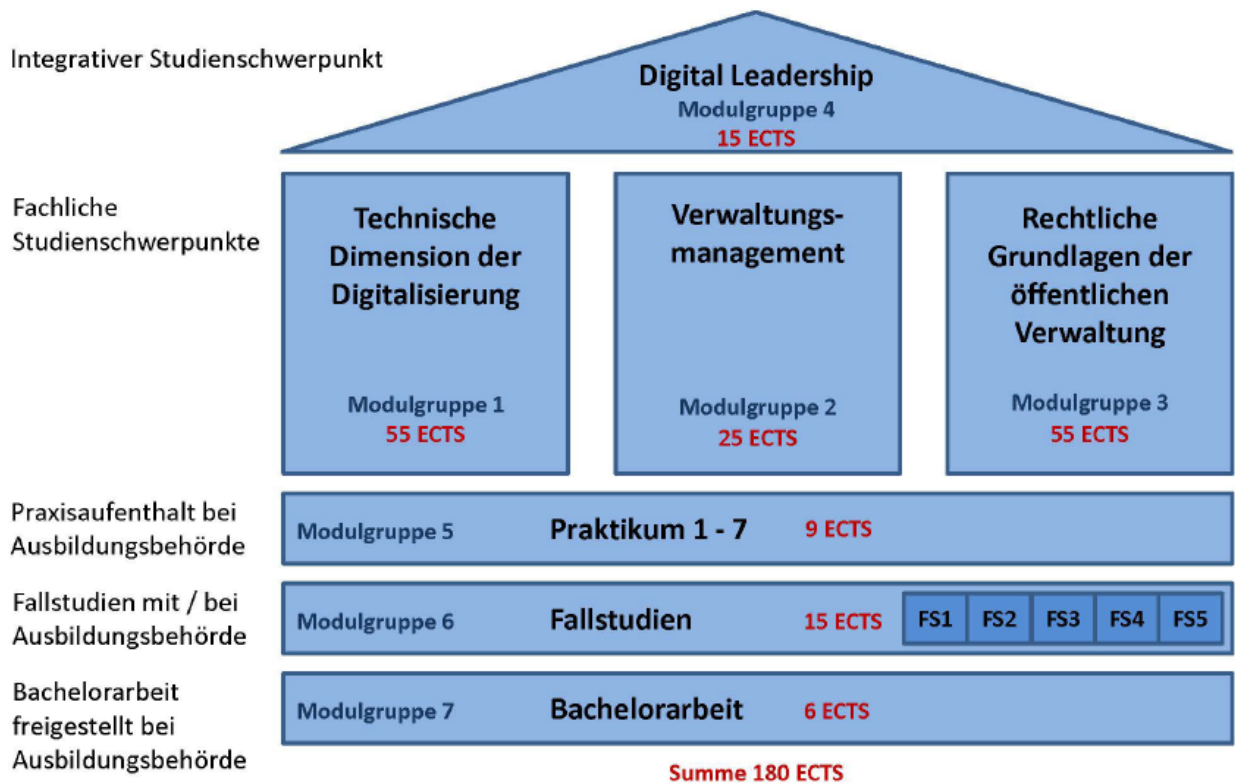 Integrativer Studienschwerpunkt
Digital Leadership
Modulgruppe 4
15 ECTS
Fachliche
Studienschwerpunkte
Technische
Dimension der
Digitalisierung
Modulgruppe 1
55 ECTS
Verwaltungs-
management
Modulgruppe 2
25 ECTS
Rechtliche
Grundlagen der
öffentlichen
Verwaltung
Modulgruppe 3
55 ECTS
Praxisaufenthalt bei
Ausbildungsbehörde
Modulgruppe 5 Praktikum 1 - 7 9 ECTS
Fallstudien mit / bei
Ausbildungsbehörde
Modulgruppe 6 Fallstudien 15 ECTS FS1 FS2 FS3 FS4 FS5
Bachelorarbeit
freigestellt bei
Ausbildungsbehörde
Modulgruppe 7 Bachelorarbeit 6 ECTS
Summe 180 ECTS